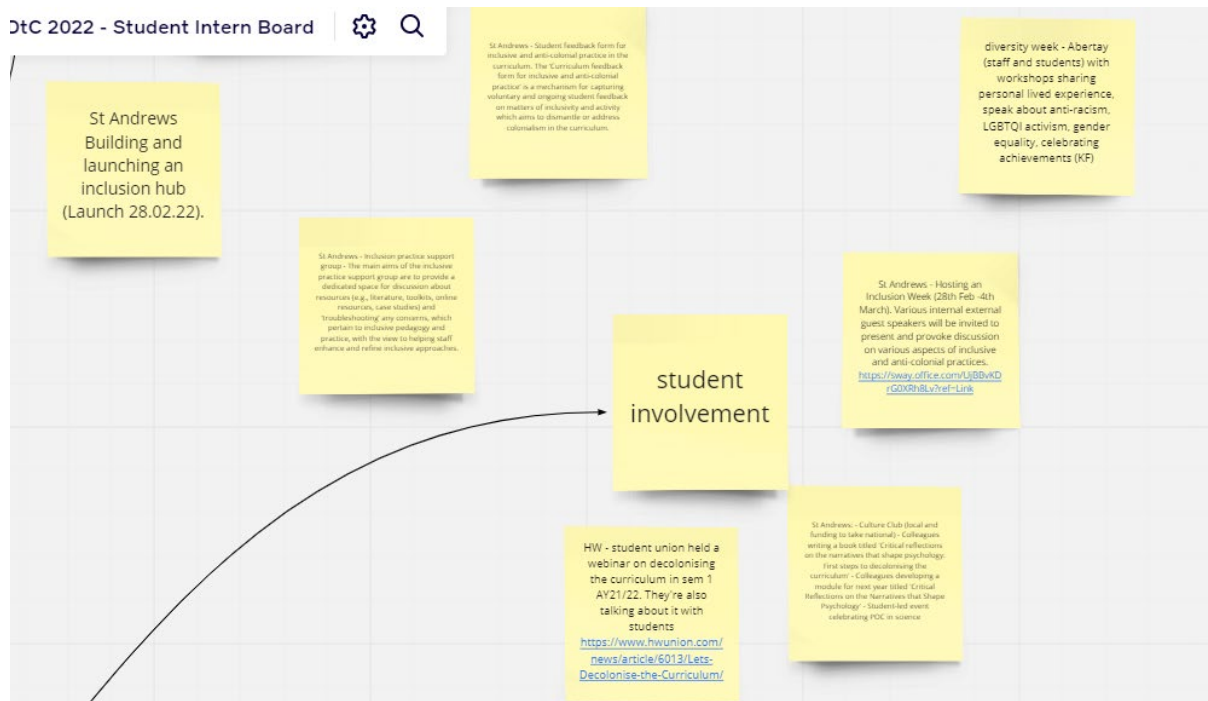 DtC 2022 - Student Intern Board
St Andrews - Student feedback form for
inclusive and anti-colonial practice in the
curriculum. The 'Curriculum feedback
form for inclusive and anti-colonial
practice' is a mechanism for capturing
voluntary and ongoing student feedback
on matters of inclusivity and activity
which aims to dismantle or address
colonialism in the curriculum.
diversity week - Abertay
(staff and students) with
workshops sharing
personal lived experience,
speak about anti-racism,
LGBTQI activism, gender
equality, celebrating
achievements (KF)
St Andrews
Building and
launching an
inclusion hub
(Launch 28.02.22).
St Andrews - Inclusion practice support
group - The main aims of the inclusive
practice support group are to provide a
dedicated space for discussion about
resources (e.g., literature, toolkits, online
resources, case studies) and
'troubleshooting' any concerns, which
pertain to inclusive pedagogy and
practice, with the view to helping staff
enhance and refine inclusive approaches.
St Andrews - Hosting an
Inclusion Week (28th Feb -4th
March). Various internal external
guest speakers will be invited to
present and provoke discussion
on various aspects of inclusive
and anti-colonial practices.
https://sway.office.com/UjBBvKD
rG0XRh8Lv?ref=Link
student
involvement
HW - student union held a
webinar on decolonising
the curriculum in sem 1
AY21/22. They're also
talking about it with
students
https://www.hwunion.com/
news/article/6013/Lets-
Decolonise-the-Curriculum/
St Andrews: - Culture Club (local and
funding to take national) - Colleagues
writing a book titled 'Critical reflections
on the narratives that shape psychology.
First steps to decolonising the
curriculum' - Colleagues developing a
module for next year titled 'Critical
Reflections on the Narratives that Shape
Psychology' - Student-led event
celebrating POC in science